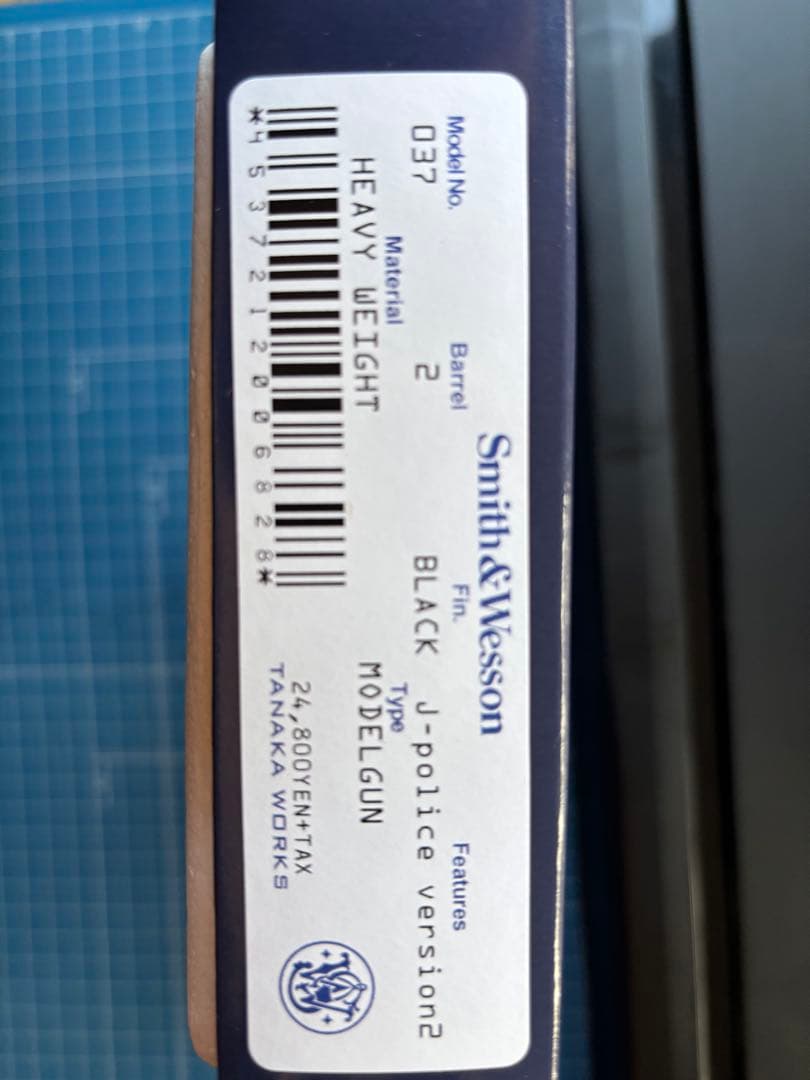 Smith & Wesson
Model No. Barrel Fin. Features
037 2 BLACK J-police version2
Material Type
HEAVY WEIGHT MODELGUN
24,800YEN+TAX
*4537212006828* TANAKA WORKS